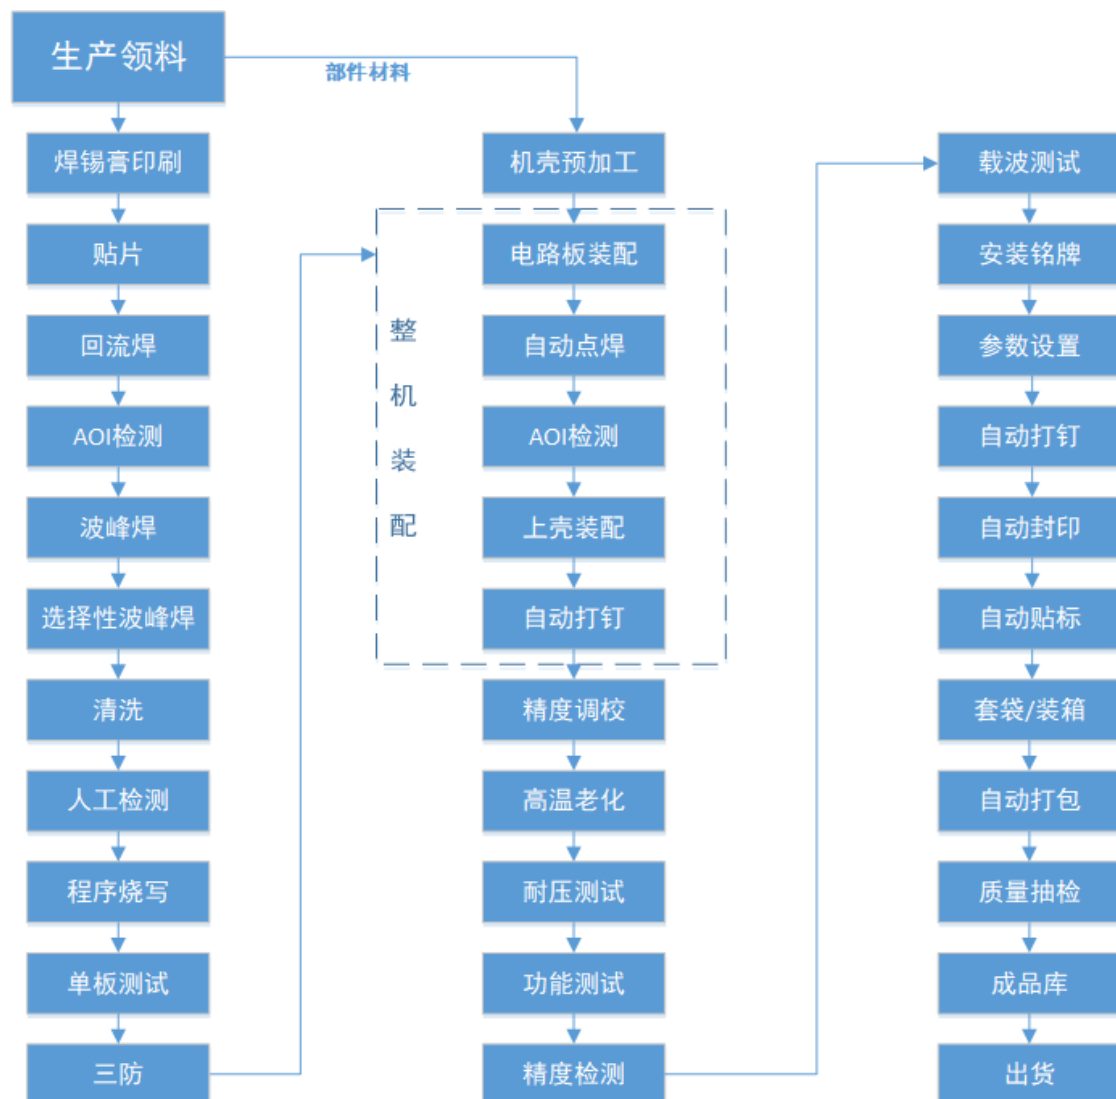 生产领料
部件材料
焊锡膏印刷
贴片
回流焊
AOI检测
波峰焊
选择性波峰焊
清洗
人工检测
程序烧写
单板测试
三防
机壳预加工
整机装配
电路板装配
自动点焊
AOI检测
上壳装配
自动打钉
精度调校
高温老化
耐压测试
功能测试
精度检测
载波测试
安装铭牌
参数设置
自动打钉
自动封印
自动贴标
套袋/装箱
自动打包
质量抽检
成品库
出货